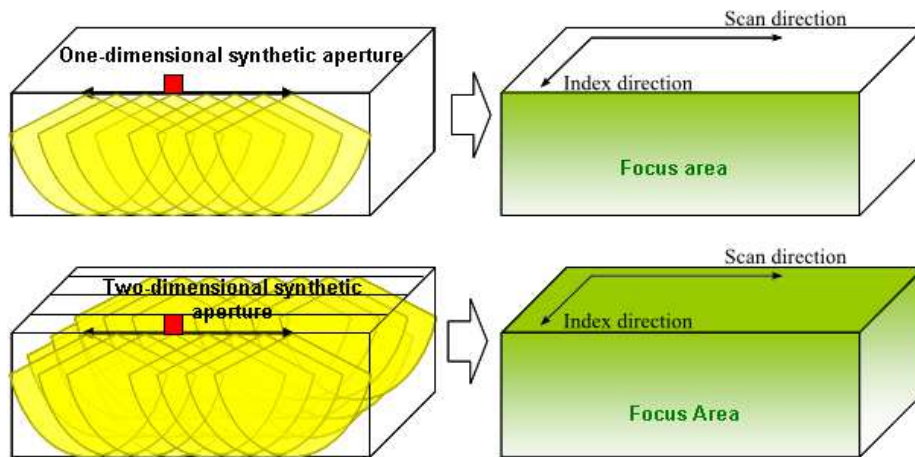 One-dimensional synthetic aperture
Scan direction
Index direction
Focus area
Two-dimensional synthetic
aperture
Scan direction
Index direction
Focus Area